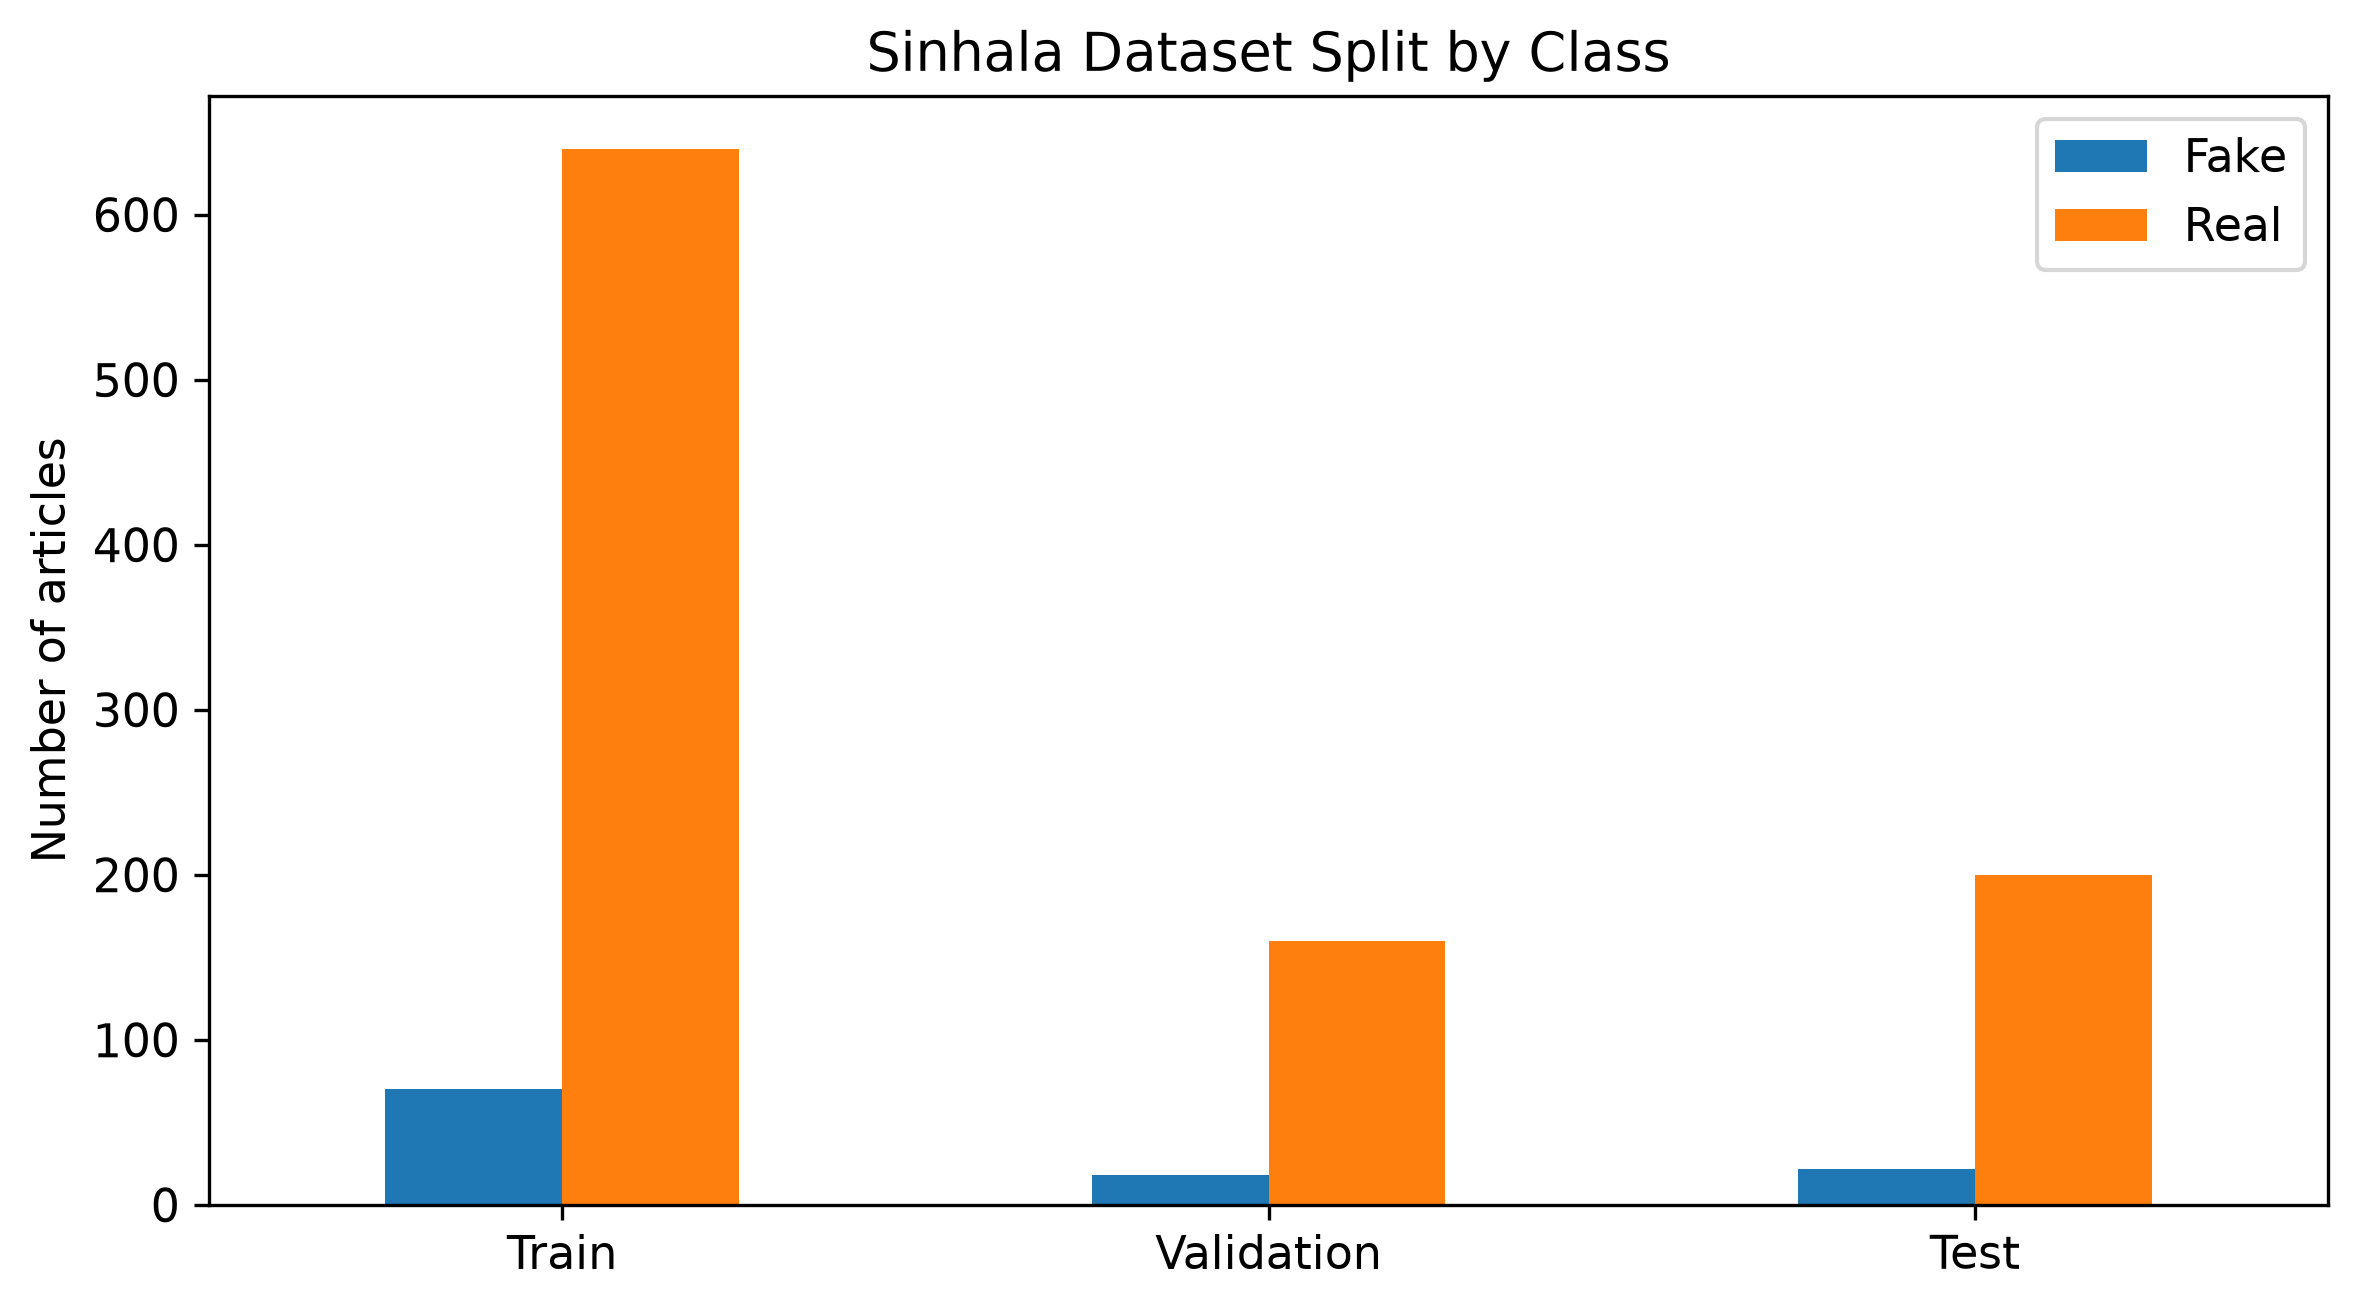 Sinhala Dataset Split by Class
Fake
Real
Number of articles
600
500
400
300
200
100
0
Train
Validation
Test